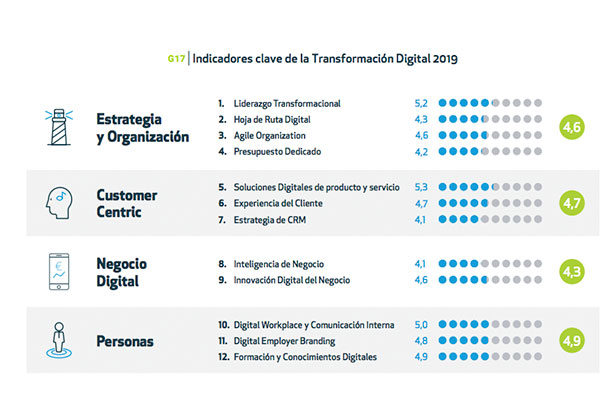 G17 | Indicadores clave de la Transformación Digital 2019
Estrategia
y Organización
1. Liderazgo Transformacional 5,2
2. Hoja de Ruta Digital 4,3
3. Agile Organization 4,6
4. Presupuesto Dedicado 4,2
4,6
Customer
Centric
5. Soluciones Digitales de producto y servicio 5,3
6. Experiencia del Cliente 4,7
7. Estrategia de CRM 4,1
4,7
Negocio
Digital
8. Inteligencia de Negocio 4,1
9. Innovación Digital del Negocio 4,6
4,3
€
Personas
10. Digital Workplace y Comunicación Interna 5,0
11. Digital Employer Branding 4,8
12. Formación y Conocimientos Digitales 4,9
4,9